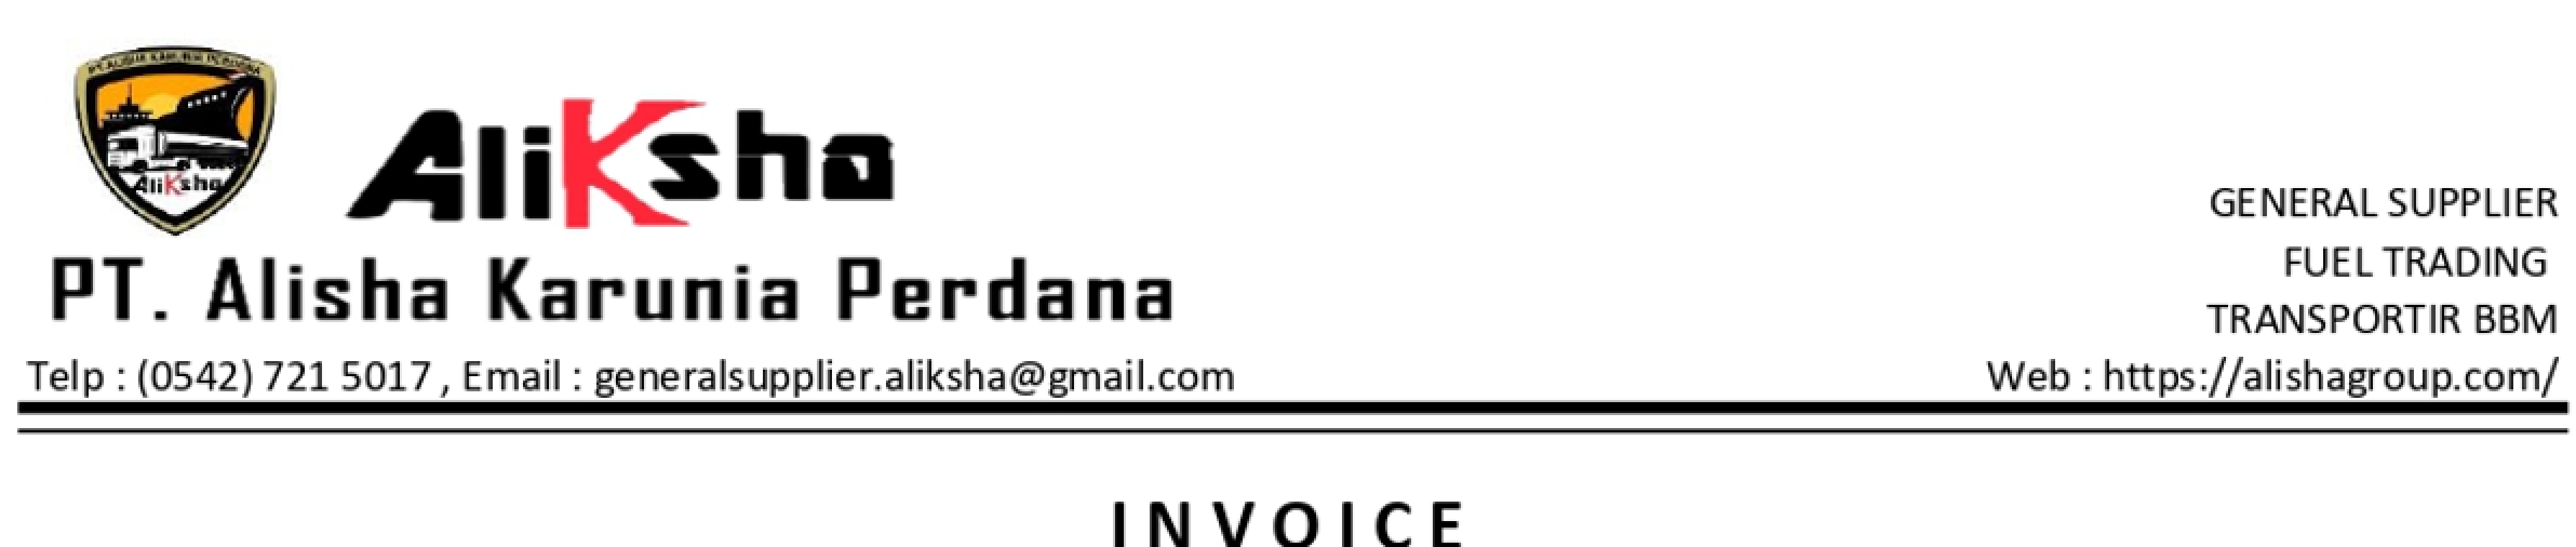 PT. ALISHA KARUNIA PERDANA
AliKsha
AliKsha
GENERAL SUPPLIER
FUEL TRADING
PT. Alisha Karunia Perdana
TRANSPORTIR BBM
Telp : (0542) 721 5017 , Email : generalsupplier.aliksha@gmail.com
Web : https://alishagroup.com/
INVOICE